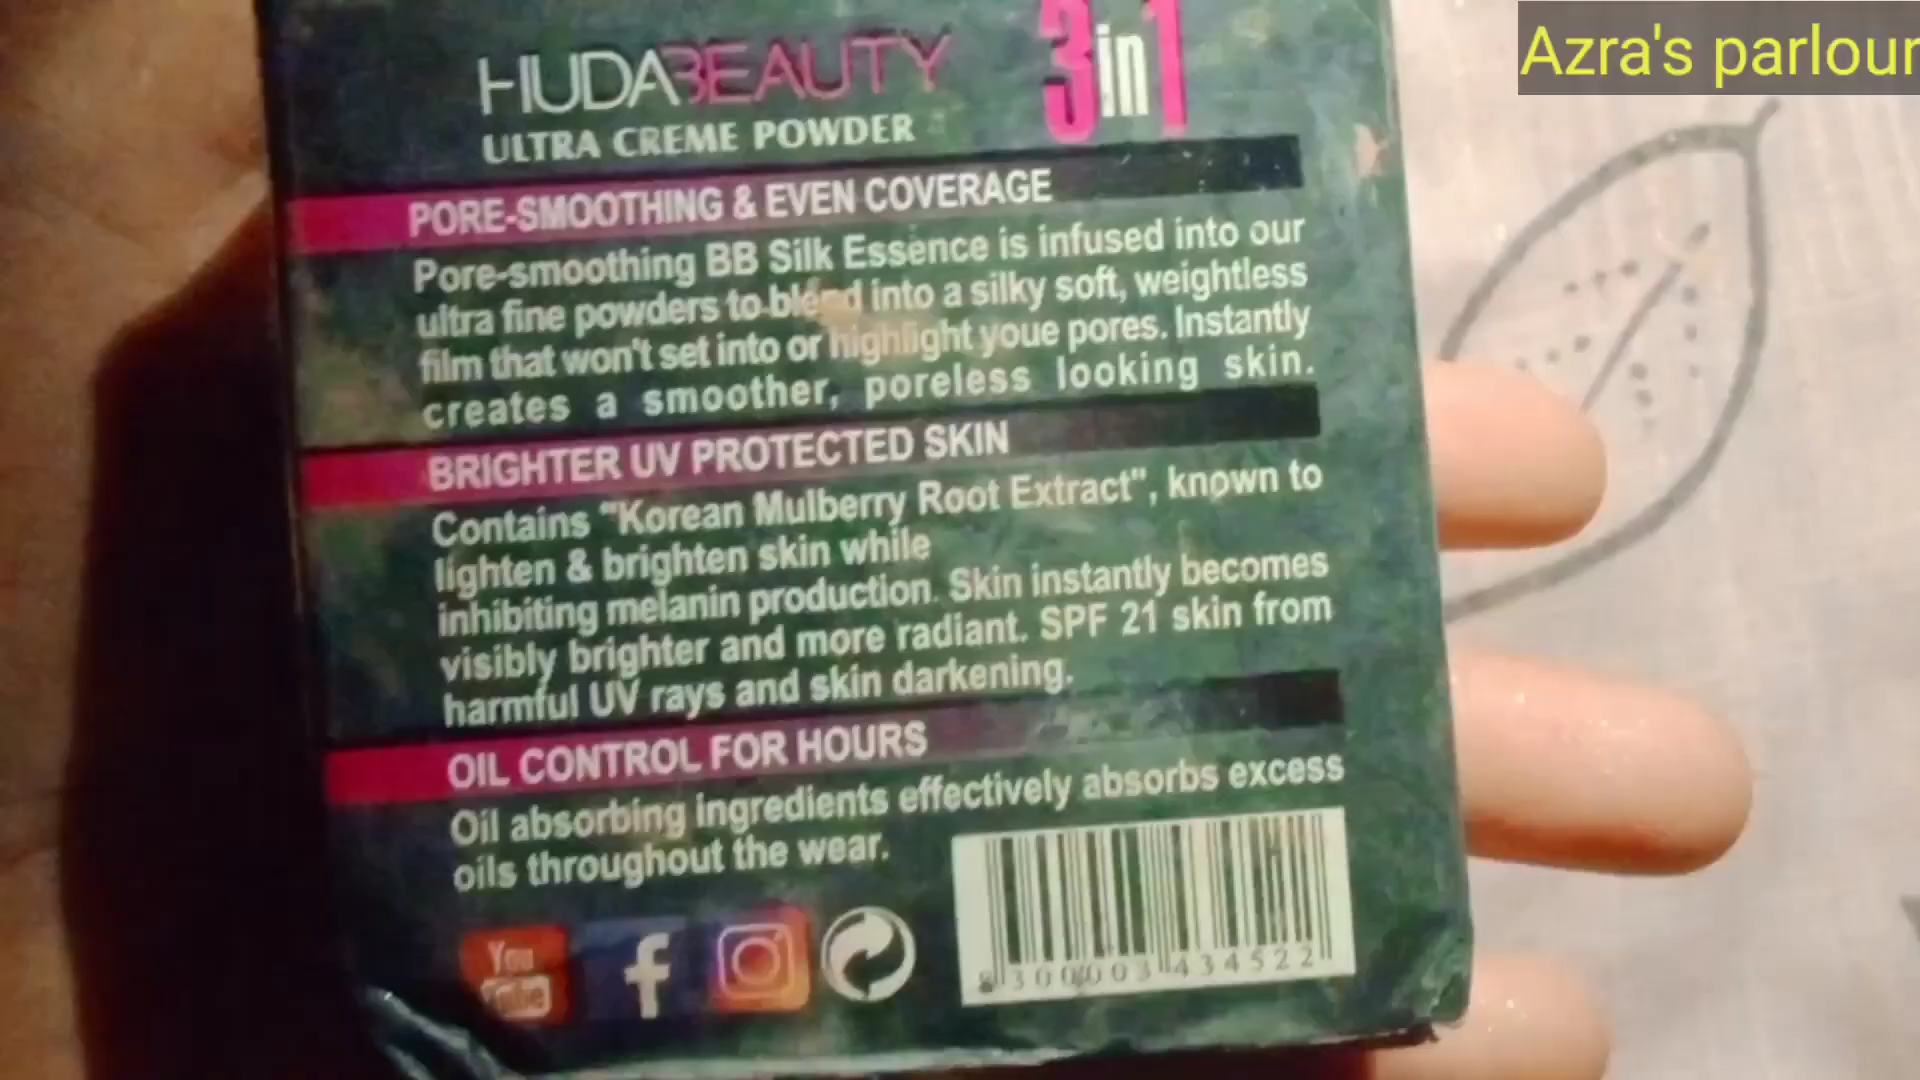 Azra's parlour
HUDABEAUTY
3in1
ULTRA CREME POWDER
PORE-SMOOTHING & EVEN COVERAGE
Pore-smoothing BB Silk Essence is infused into our
ultra fine powders to blend into a silky soft, weightless
film that won't set into or highlight youe pores. Instantly
creates a smoother, poreless looking skin.
BRIGHTER UV PROTECTED SKIN
Contains "Korean Mulberry Root Extract", known to
lighten & brighten skin while
inhibiting melanin production. Skin instantly becomes
visibly brighter and more radiant. SPF 21 skin from
harmful UV rays and skin darkening.
OIL CONTROL FOR HOURS
Oil absorbing ingredients effectively absorbs excess
oils throughout the wear.
You
Tube
8 300003 434522